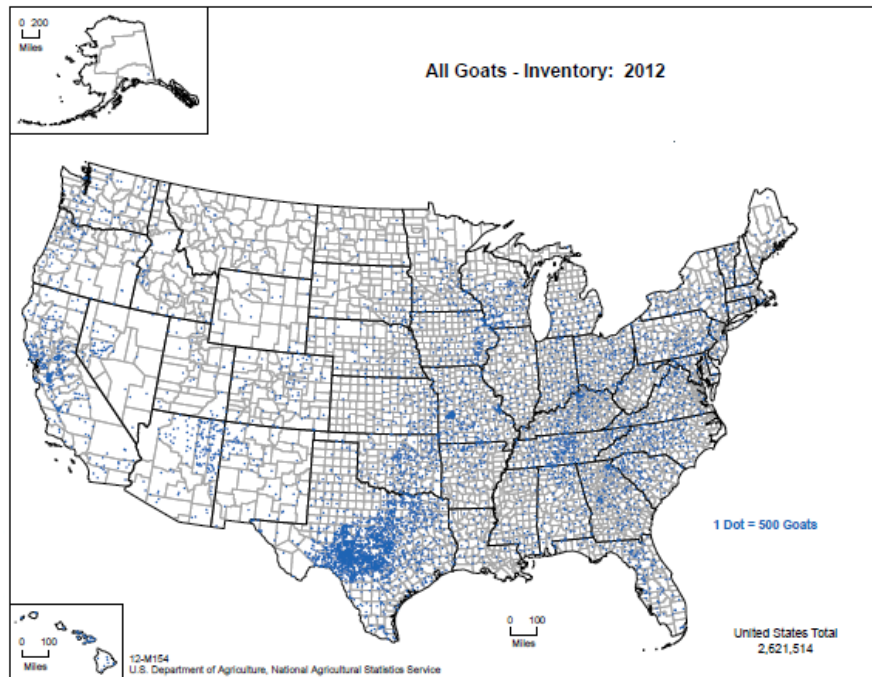 0 200
Miles
All Goats - Inventory: 2012
1 Dot = 500 Goats
0 100
Miles
0 100
Miles
United States Total
2,621,514
12-M154
U.S. Department of Agriculture, National Agricultural Statistics Service